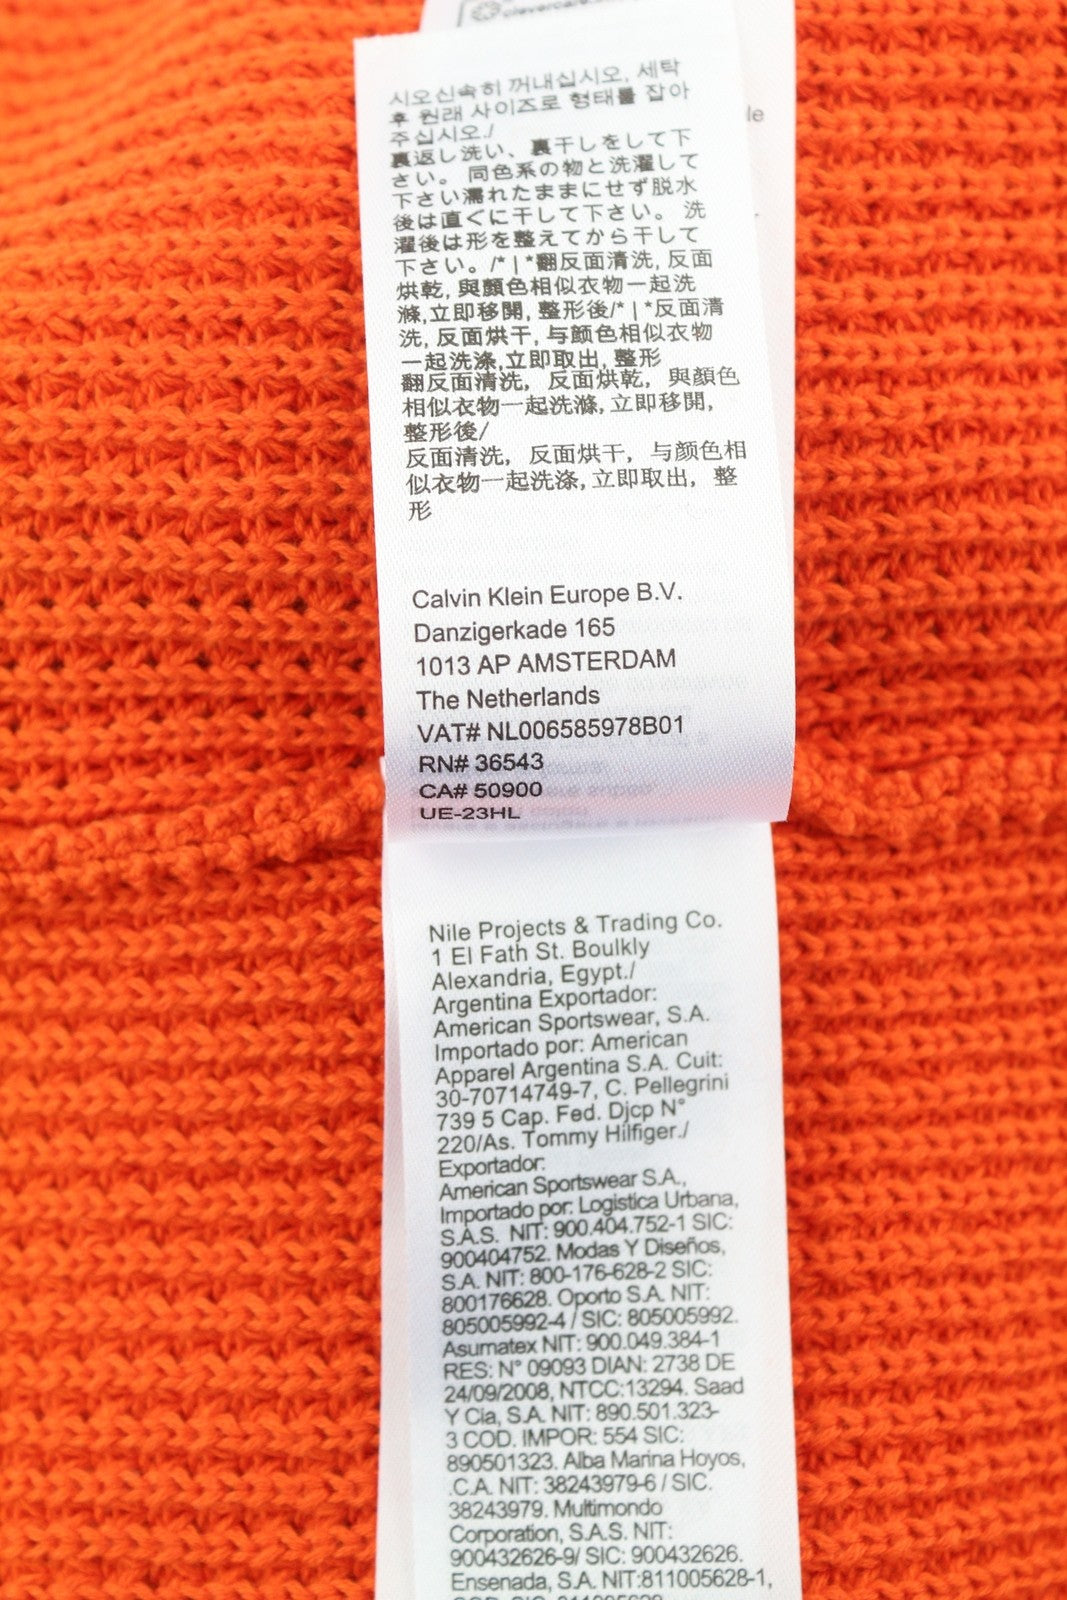 clevercare
le
시오신속히 꺼내십시오, 세탁
후 원래 사이즈로 형태를 잡아
주십시오./
裏返し洗い、裏干しをして下
さい。 同色系の物と洗濯して
下さい濡れたままにせず脱水
後は直ぐに干して下さい。 洗
濯後は形を整えてから干して
下さい。/* | *翻反面清洗, 反面
烘乾, 與顏色相似衣物一起洗
滌,立即移開, 整形後/* | *反面清
洗, 反面烘干, 与颜色相似衣物
一起洗涤,立即取出, 整形
翻反面清洗, 反面烘乾, 與顏色
相似衣物一起洗滌, 立即移開,
整形後/
反面清洗, 反面烘干, 与颜色相
似衣物一起洗涤, 立即取出, 整
形
Calvin Klein Europe B.V.
Danzigerkade 165
1013 AP AMSTERDAM
The Netherlands
VAT# NL006585978B01
RN# 36543
CA# 50900
UE-23HL
Nile Projects & Trading Co.
1 El Fath St. Boulkly
Alexandria, Egypt./
Argentina Exportador:
American Sportswear, S.A.
Importado por: American
Apparel Argentina S.A. Cuit:
30-70714749-7, C. Pellegrini
739 5 Cap. Fed. Djcp N°
220/As. Tommy Hilfiger./
Exportador:
American Sportswear S.A.,
Importado por: Logistica Urbana,
S.A.S. NIT: 900.404.752-1 SIC:
900404752. Modas Y Diseños,
S.A. NIT: 800-176-628-2 SIC:
800176628. Oporto S.A. NIT:
805005992-4 / SIC: 805005992.
Asumatex NIT: 900.049.384-1
RES: N° 09093 DIAN: 2738 DE
24/09/2008, NTCC:13294. Saad
Y Cia, S.A. NIT: 890.501.323-
3 COD. IMPOR: 554 SIC:
890501323. Alba Marina Hoyos,
.C.A. NIT: 38243979-6 / SIC.
38243979. Multimondo
Corporation, S.A.S. NIT:
900432626-9/ SIC: 900432626.
Ensenada, S.A. NIT:811005628-1,